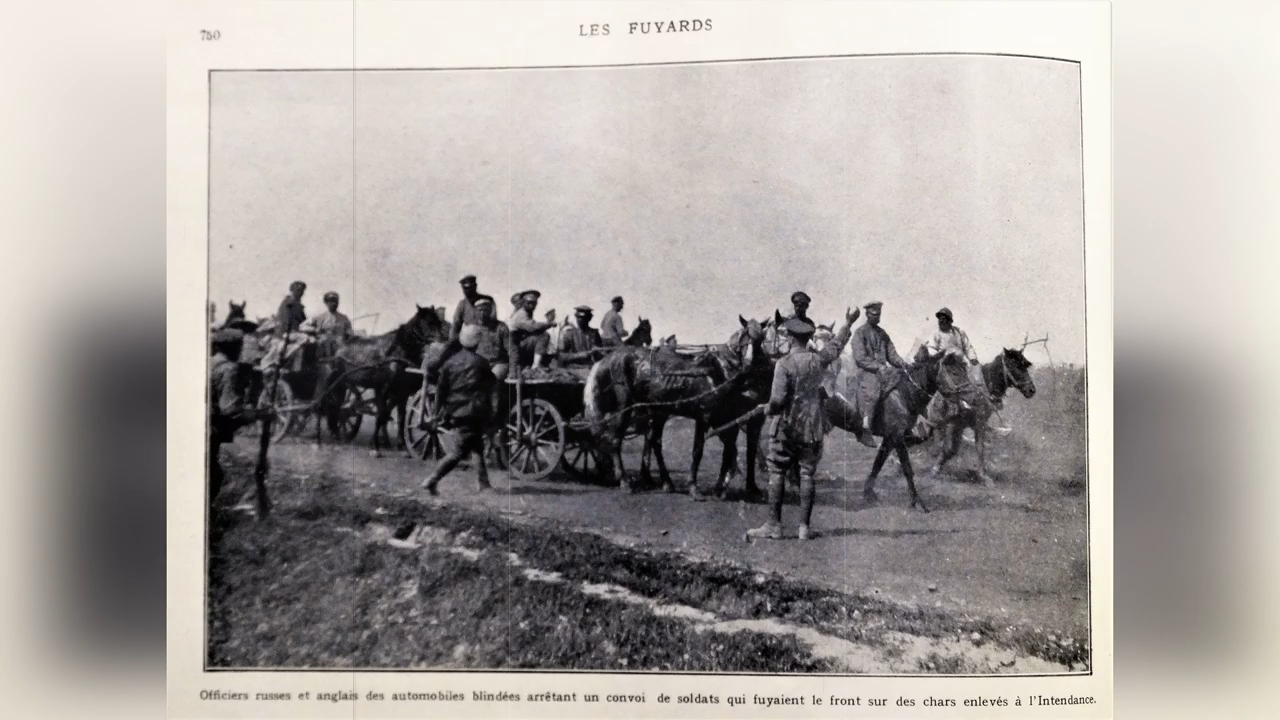 750
LES FUYARDS
Officiers russes et anglais des automobiles blindées arrêtant un convoi de soldats qui fuyaient le front sur des chars enlevés à l'Intendance.